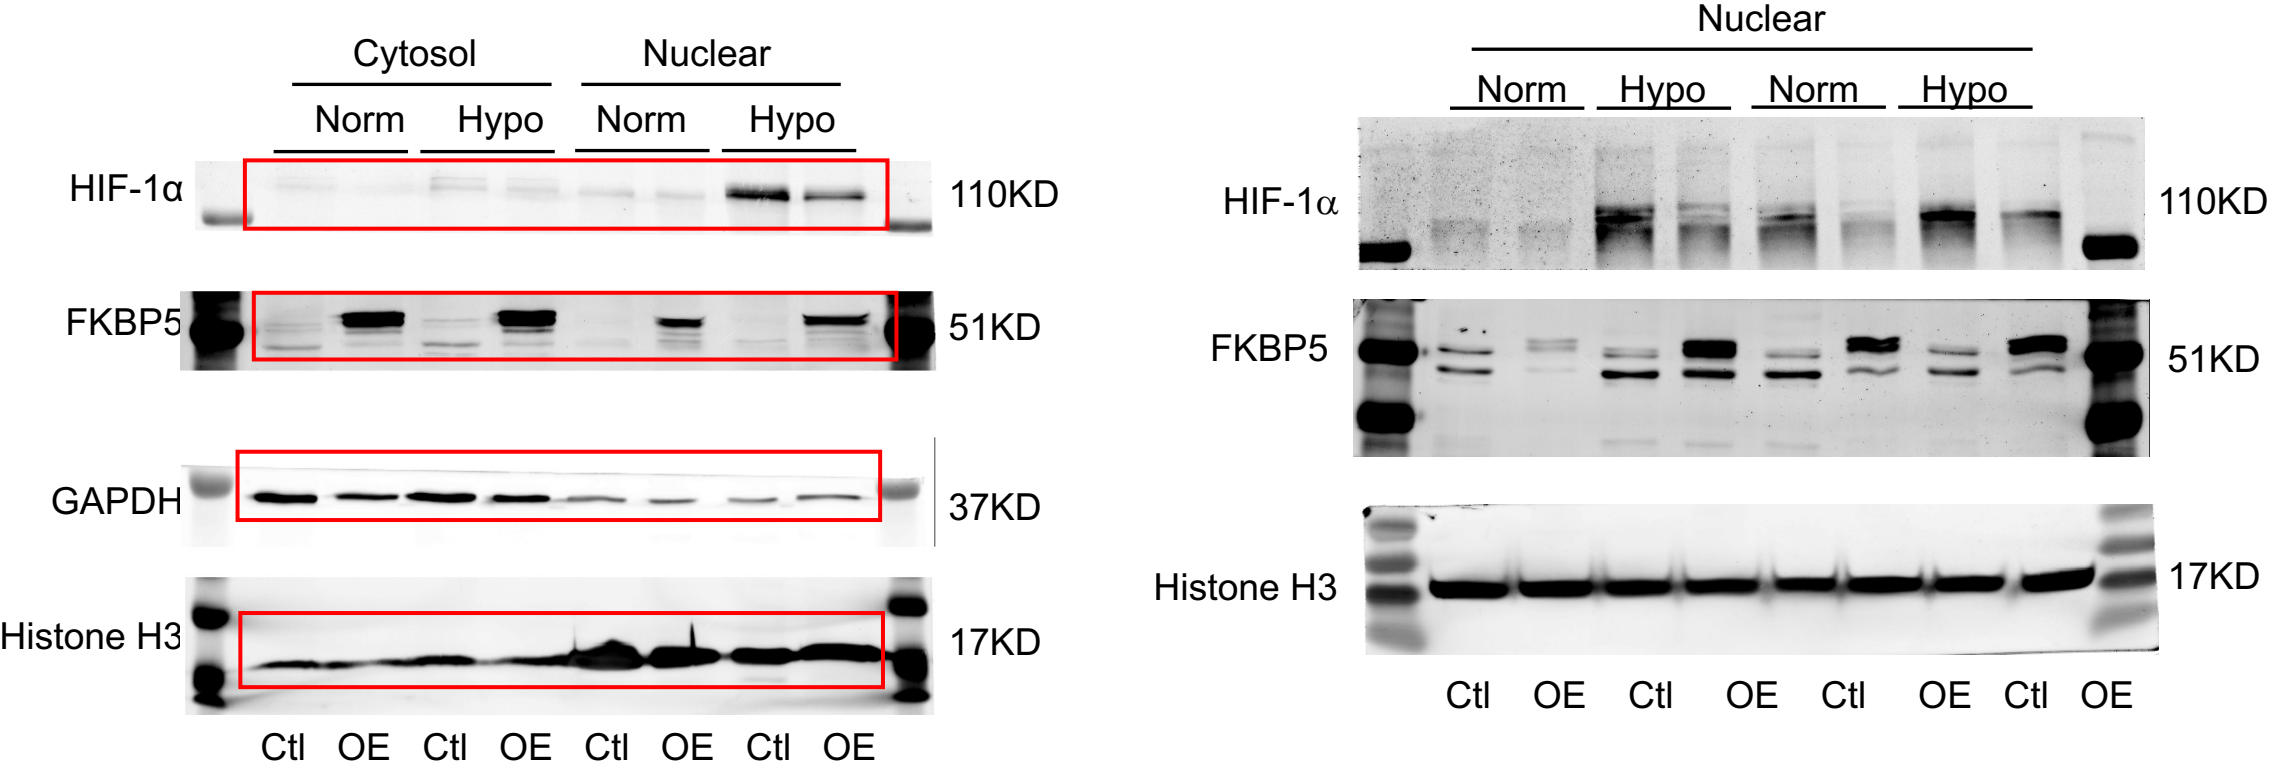 Cytosol Nuclear
Norm Hypo Norm Hypo
HIF-1α 110KD
FKBP5 51KD
GAPDH 37KD
Histone H3 17KD
Ctl OE Ctl OE Ctl OE Ctl OE
Nuclear
Norm Hypo Norm Hypo
HIF-1α 110KD
FKBP5 51KD
Histone H3 17KD
Ctl OE Ctl OE Ctl OE Ctl OE